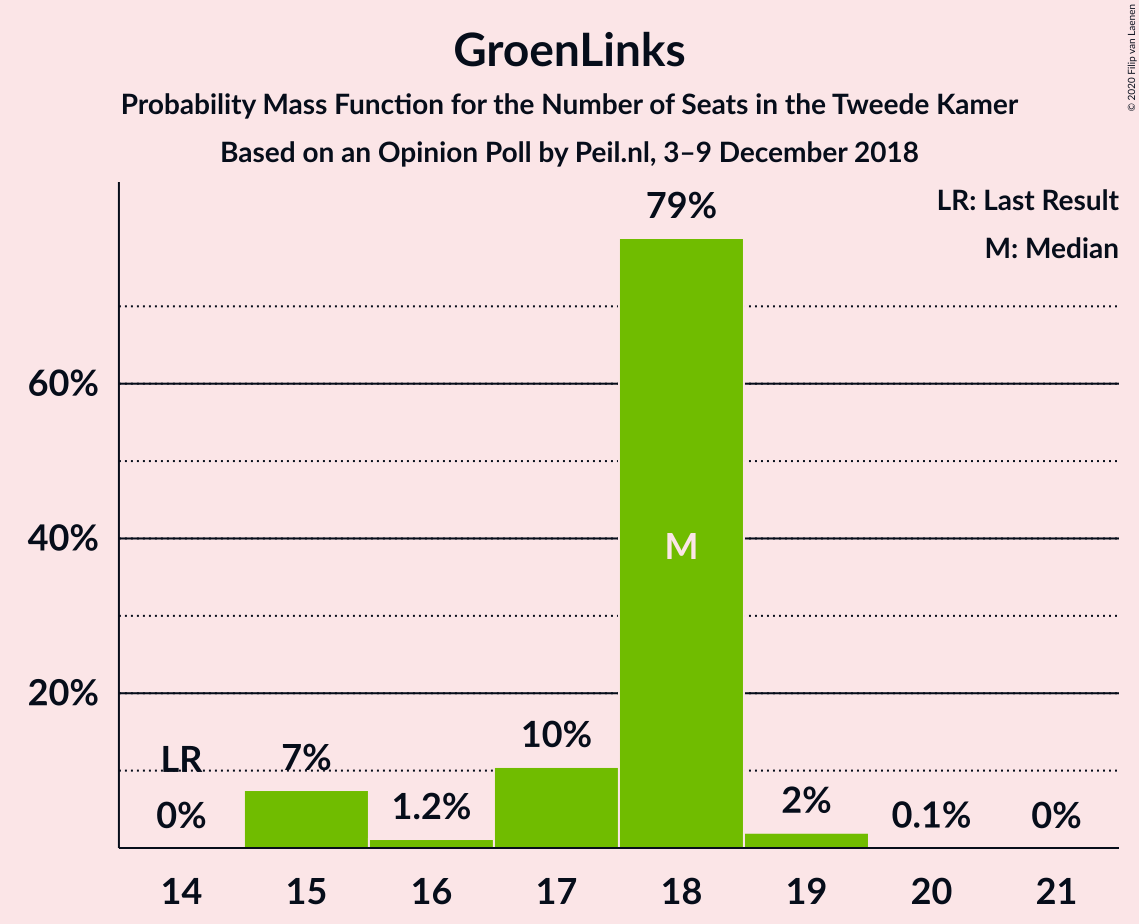 GroenLinks
Probability Mass Function for the Number of Seats in the Tweede Kamer
Based on an Opinion Poll by Peil.nl, 3–9 December 2018
© 2020 Filip van Laenen
LR: Last Result
M: Median
79%
60%
40%
20%
M
LR
0%
7%
1.2%
10%
2%
0.1%
0%
14 15 16 17 18 19 20 21